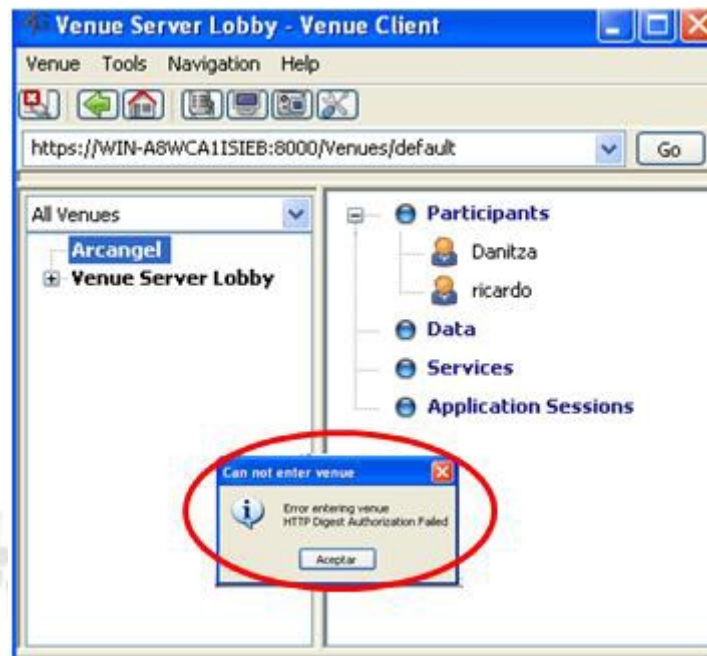 Venue Server Lobby - Venue Client
Venue Tools Navigation Help
https://WIN-A8WCA1ISIEB:8000/Venues/default
Go
All Venues
Arcangel
Venue Server Lobby
Participants
Danitza
ricardo
Data
Services
Application Sessions
Can not enter venue
Error entering venue
HTTP Digest Authorization Failed
Aceptar